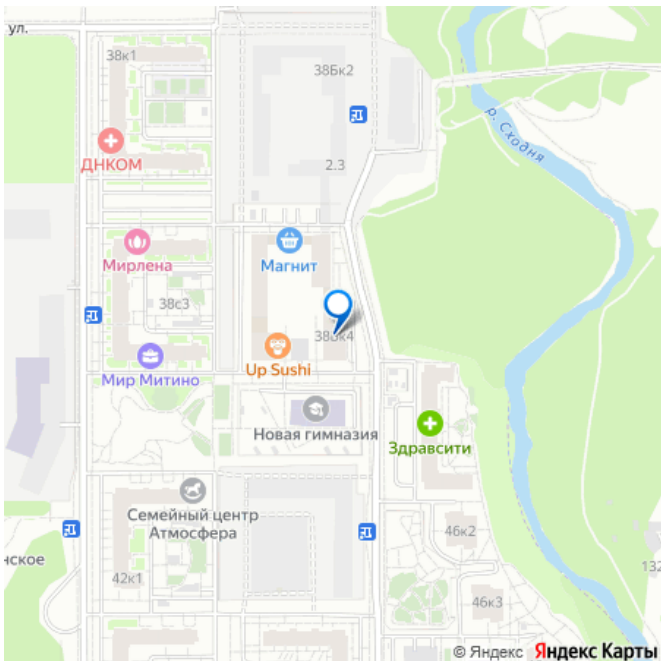 ул.
38к1
38Бк2
р. Сходня
ДНКОМ
2.3
Мирлена
Магнит
38с3
38Вк4
Up Sushi
Мир Митино
Новая гимназия
Здравсити
Семейный центр
Атмосфера
46к2
нское
132
42к1
46к3
© Яндекс Яндекс Карты